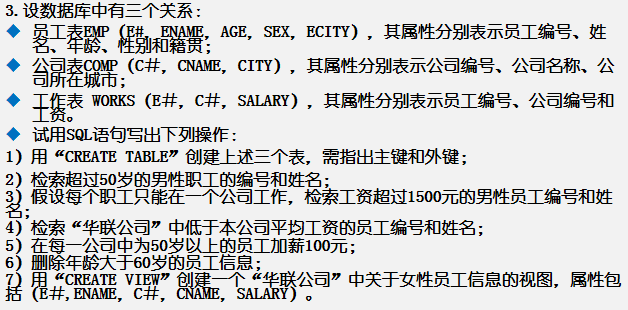 3.设数据库中有三个关系：
◆ 员工表EMP（E#, ENAME, AGE, SEX, ECITY），其属性分别表示员工编号、姓
名、年龄、性别和籍贯；
◆ 公司表COMP（C＃, CNAME, CITY），其属性分别表示公司编号、公司名称、公
司所在城市；
◆ 工作表 WORKS（E＃, C＃, SALARY），其属性分别表示员工编号、公司编号和
工资。
◆ 试用SQL语句写出下列操作：
1）用“CREATE TABLE”创建上述三个表，需指出主键和外键；
2）检索超过50岁的男性职工的编号和姓名；
3）假设每个职工只能在一个公司工作，检索工资超过1500元的男性员工编号和姓
名；
4）检索“华联公司”中低于本公司平均工资的员工编号和姓名；
5）在每一公司中为50岁以上的员工加薪100元；
6）删除年龄大于60岁的员工信息；
7）用“CREATE VIEW”创建一个“华联公司”中关于女性员工信息的视图，属性包
括（E＃,ENAME, C＃, CNAME, SALARY）。